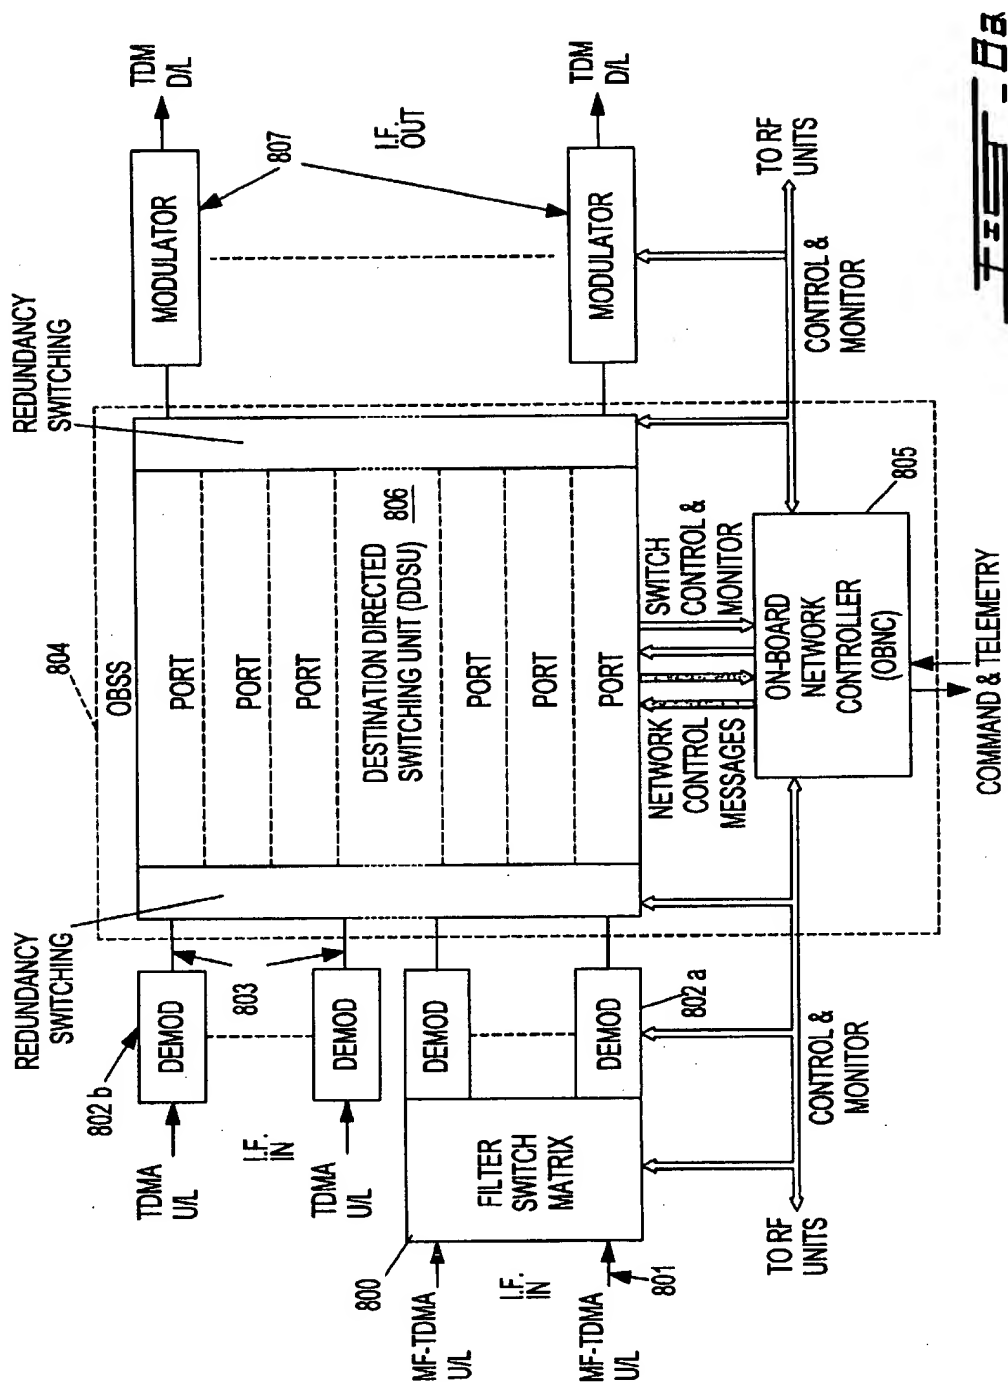 REDUNDANCY
SWITCHING
TDM
D/L
MODULATOR
807
I.F.
OUT
TDM
D/L
MODULATOR
TO RF
UNITS
CONTROL &
MONITOR
804
OBSS
PORT
PORT
PORT
DESTINATION DIRECTED
SWITCHING UNIT (DDSU)
806
PORT
PORT
PORT
SWITCH
CONTROL &
MONITOR
NETWORK
CONTROL
MESSAGES
805
ON-BOARD
NETWORK
CONTROLLER
(OBNC)
COMMAND & TELEMETRY
REDUNDANCY
SWITCHING
802 b
DEMOD
803
TDMA
U/L
I.F.
IN
DEMOD
TDMA
U/L
DEMOD
802 a
DEMOD
FILTER
SWITCH
MATRIX
800
MF-TDMA
U/L
I.F.
IN
MF-TDMA
U/L
801
CONTROL &
MONITOR
TO RF
UNITS
FIG-8a